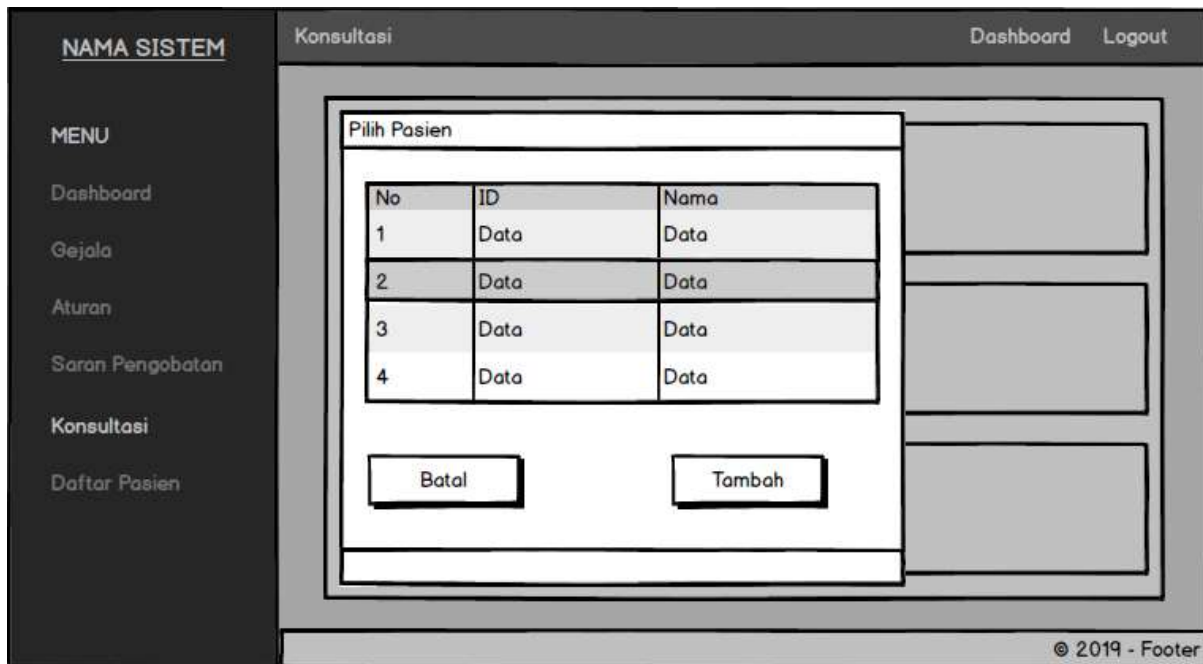 NAMA SISTEM
MENU
Dashboard
Gejala
Aturan
Saran Pengobatan
Konsultasi
Daftar Pasien
Konsultasi Dashboard Logout
Pilih Pasien
No ID Nama
1 Data Data
2 Data Data
3 Data Data
4 Data Data
Batal Tambah
© 2019 - Footer